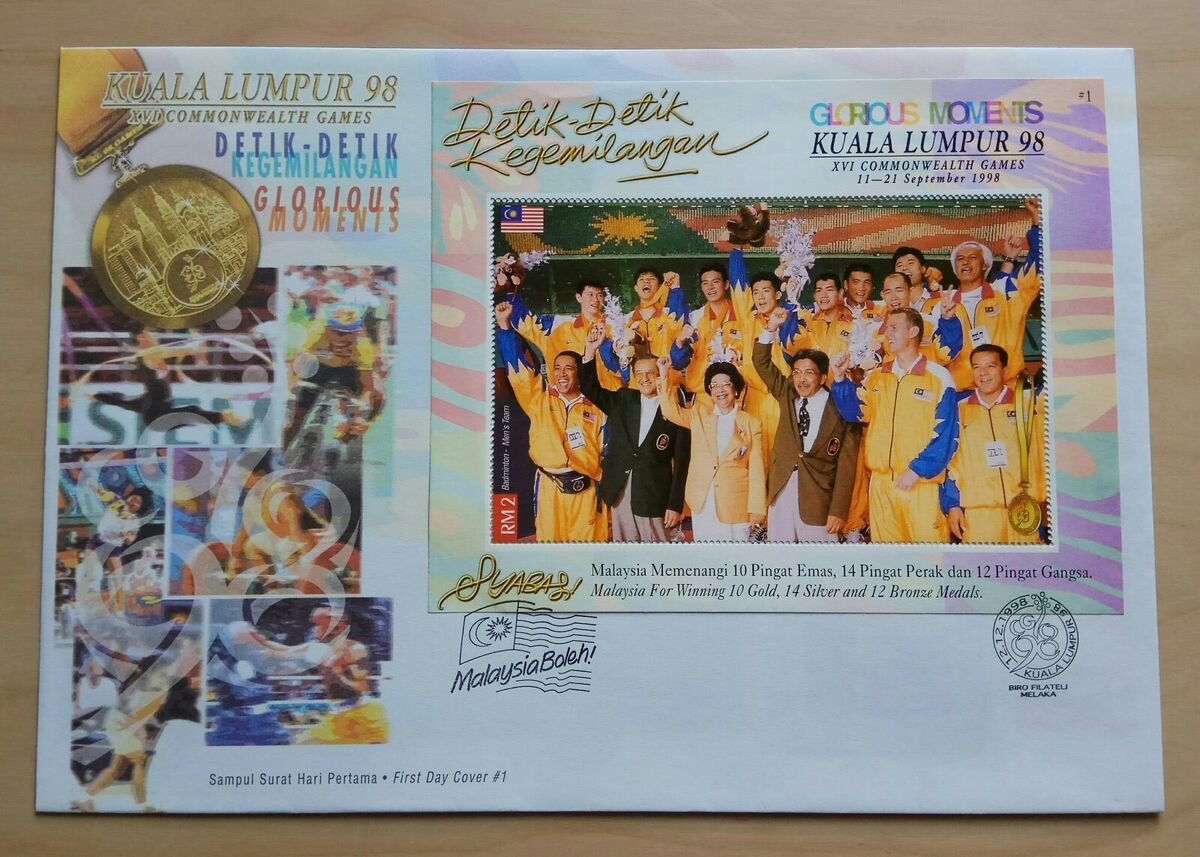 KUALA LUMPUR 98
XVI COMMONWEALTH GAMES
DETIK-DETIK
KEGEMILANGAN
GLORIOUS
MOMENTS
Detik-Detik
Kegemilangan
#1
GLORIOUS MOMENTS
KUALA LUMPUR 98
XVI COMMONWEALTH GAMES
11—21 September 1998
Badminton - Men's Team
RM 2
SYABAS!
Malaysia Memenangi 10 Pingat Emas, 14 Pingat Perak dan 12 Pingat Gangsa.
Malaysia For Winning 10 Gold, 14 Silver and 12 Bronze Medals.
Malaysia Boleh!
12.12.1998
98
KUALA LUMPUR 98
BIRO FILATELI
MELAKA
Sampul Surat Hari Pertama • First Day Cover #1